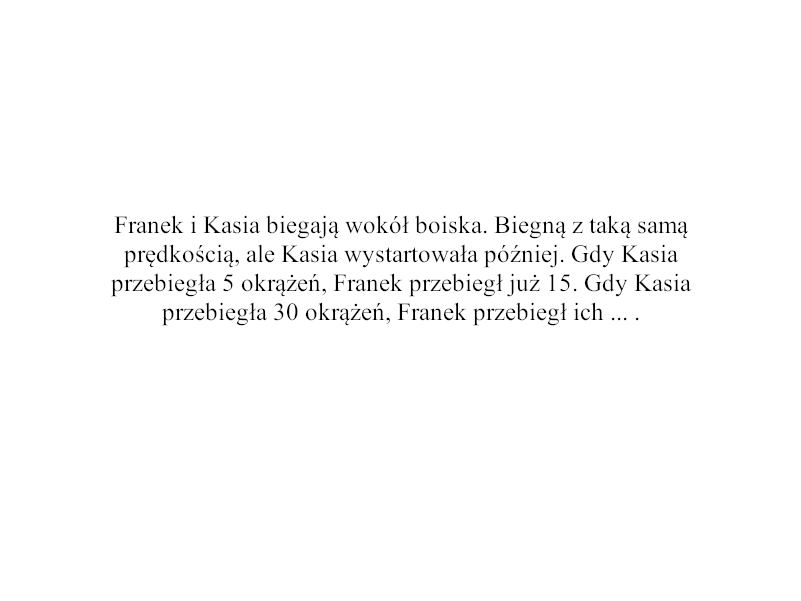 Franek i Kasia biegają wokół boiska. Biegną z taką samą
prędkością, ale Kasia wystartowała później. Gdy Kasia
przebiegła 5 okrążeń, Franek przebiegł już 15. Gdy Kasia
przebiegła 30 okrążeń, Franek przebiegł ich ... .